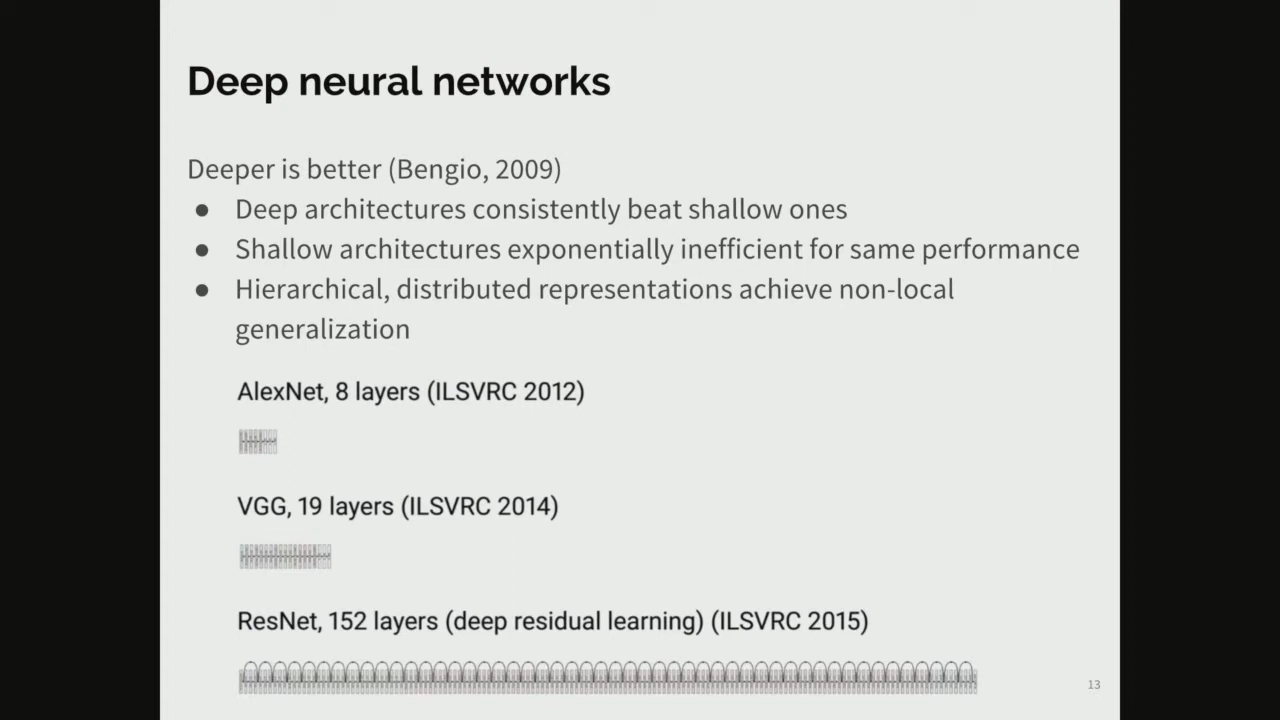 Deep neural networks
Deeper is better (Bengio, 2009)
● Deep architectures consistently beat shallow ones
● Shallow architectures exponentially inefficient for same performance
● Hierarchical, distributed representations achieve non-local
generalization
AlexNet, 8 layers (ILSVRC 2012)
VGG, 19 layers (ILSVRC 2014)
ResNet, 152 layers (deep residual learning) (ILSVRC 2015)
13